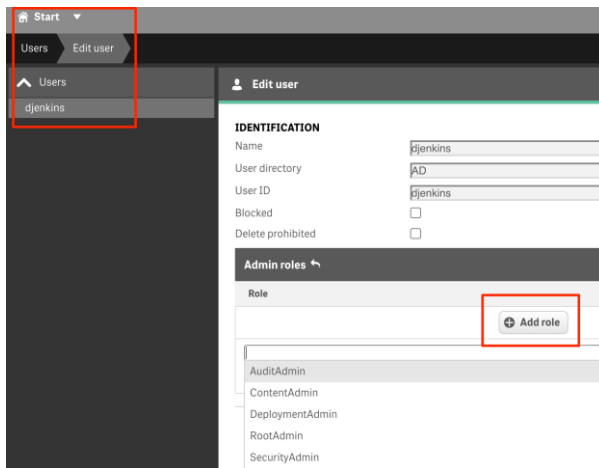 Start
Users Edit user
Users
djenkins
Edit user
IDENTIFICATION
Name djenkins
User directory AD
User ID djenkins
Blocked
Delete prohibited
Admin roles
Role
Add role
AuditAdmin
ContentAdmin
DeploymentAdmin
RootAdmin
SecurityAdmin